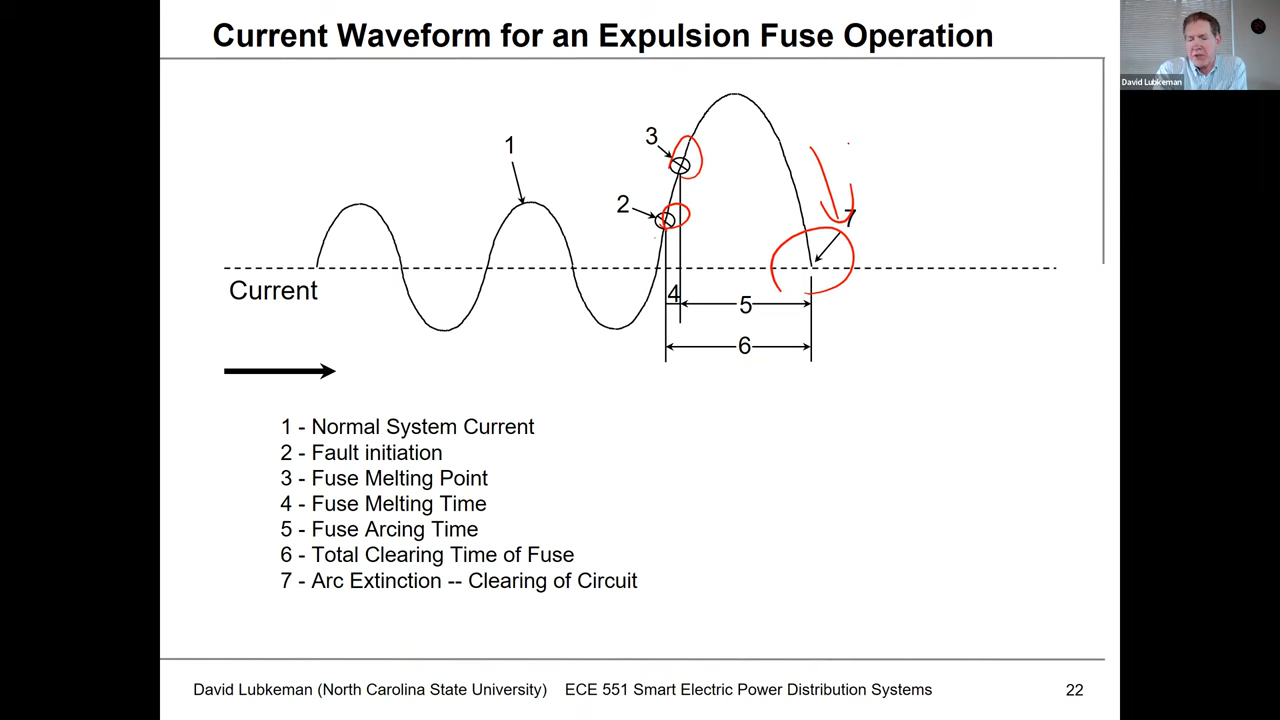 Current Waveform for an Expulsion Fuse Operation
David Lubkeman
3
1
2
7
Current
4
5
6
1 - Normal System Current
2 - Fault initiation
3 - Fuse Melting Point
4 - Fuse Melting Time
5 - Fuse Arcing Time
6 - Total Clearing Time of Fuse
7 - Arc Extinction -- Clearing of Circuit
David Lubkeman (North Carolina State University) ECE 551 Smart Electric Power Distribution Systems 22